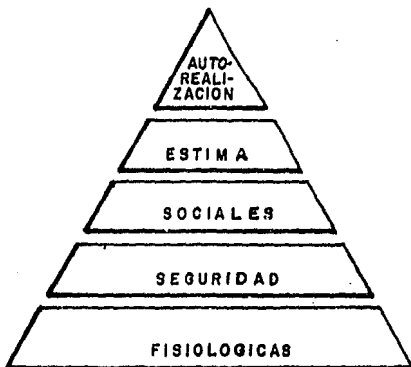 AUTO-
REALI-
ZACION
ESTIMA
SOCIALES
SEGURIDAD
FISIOLOGICAS